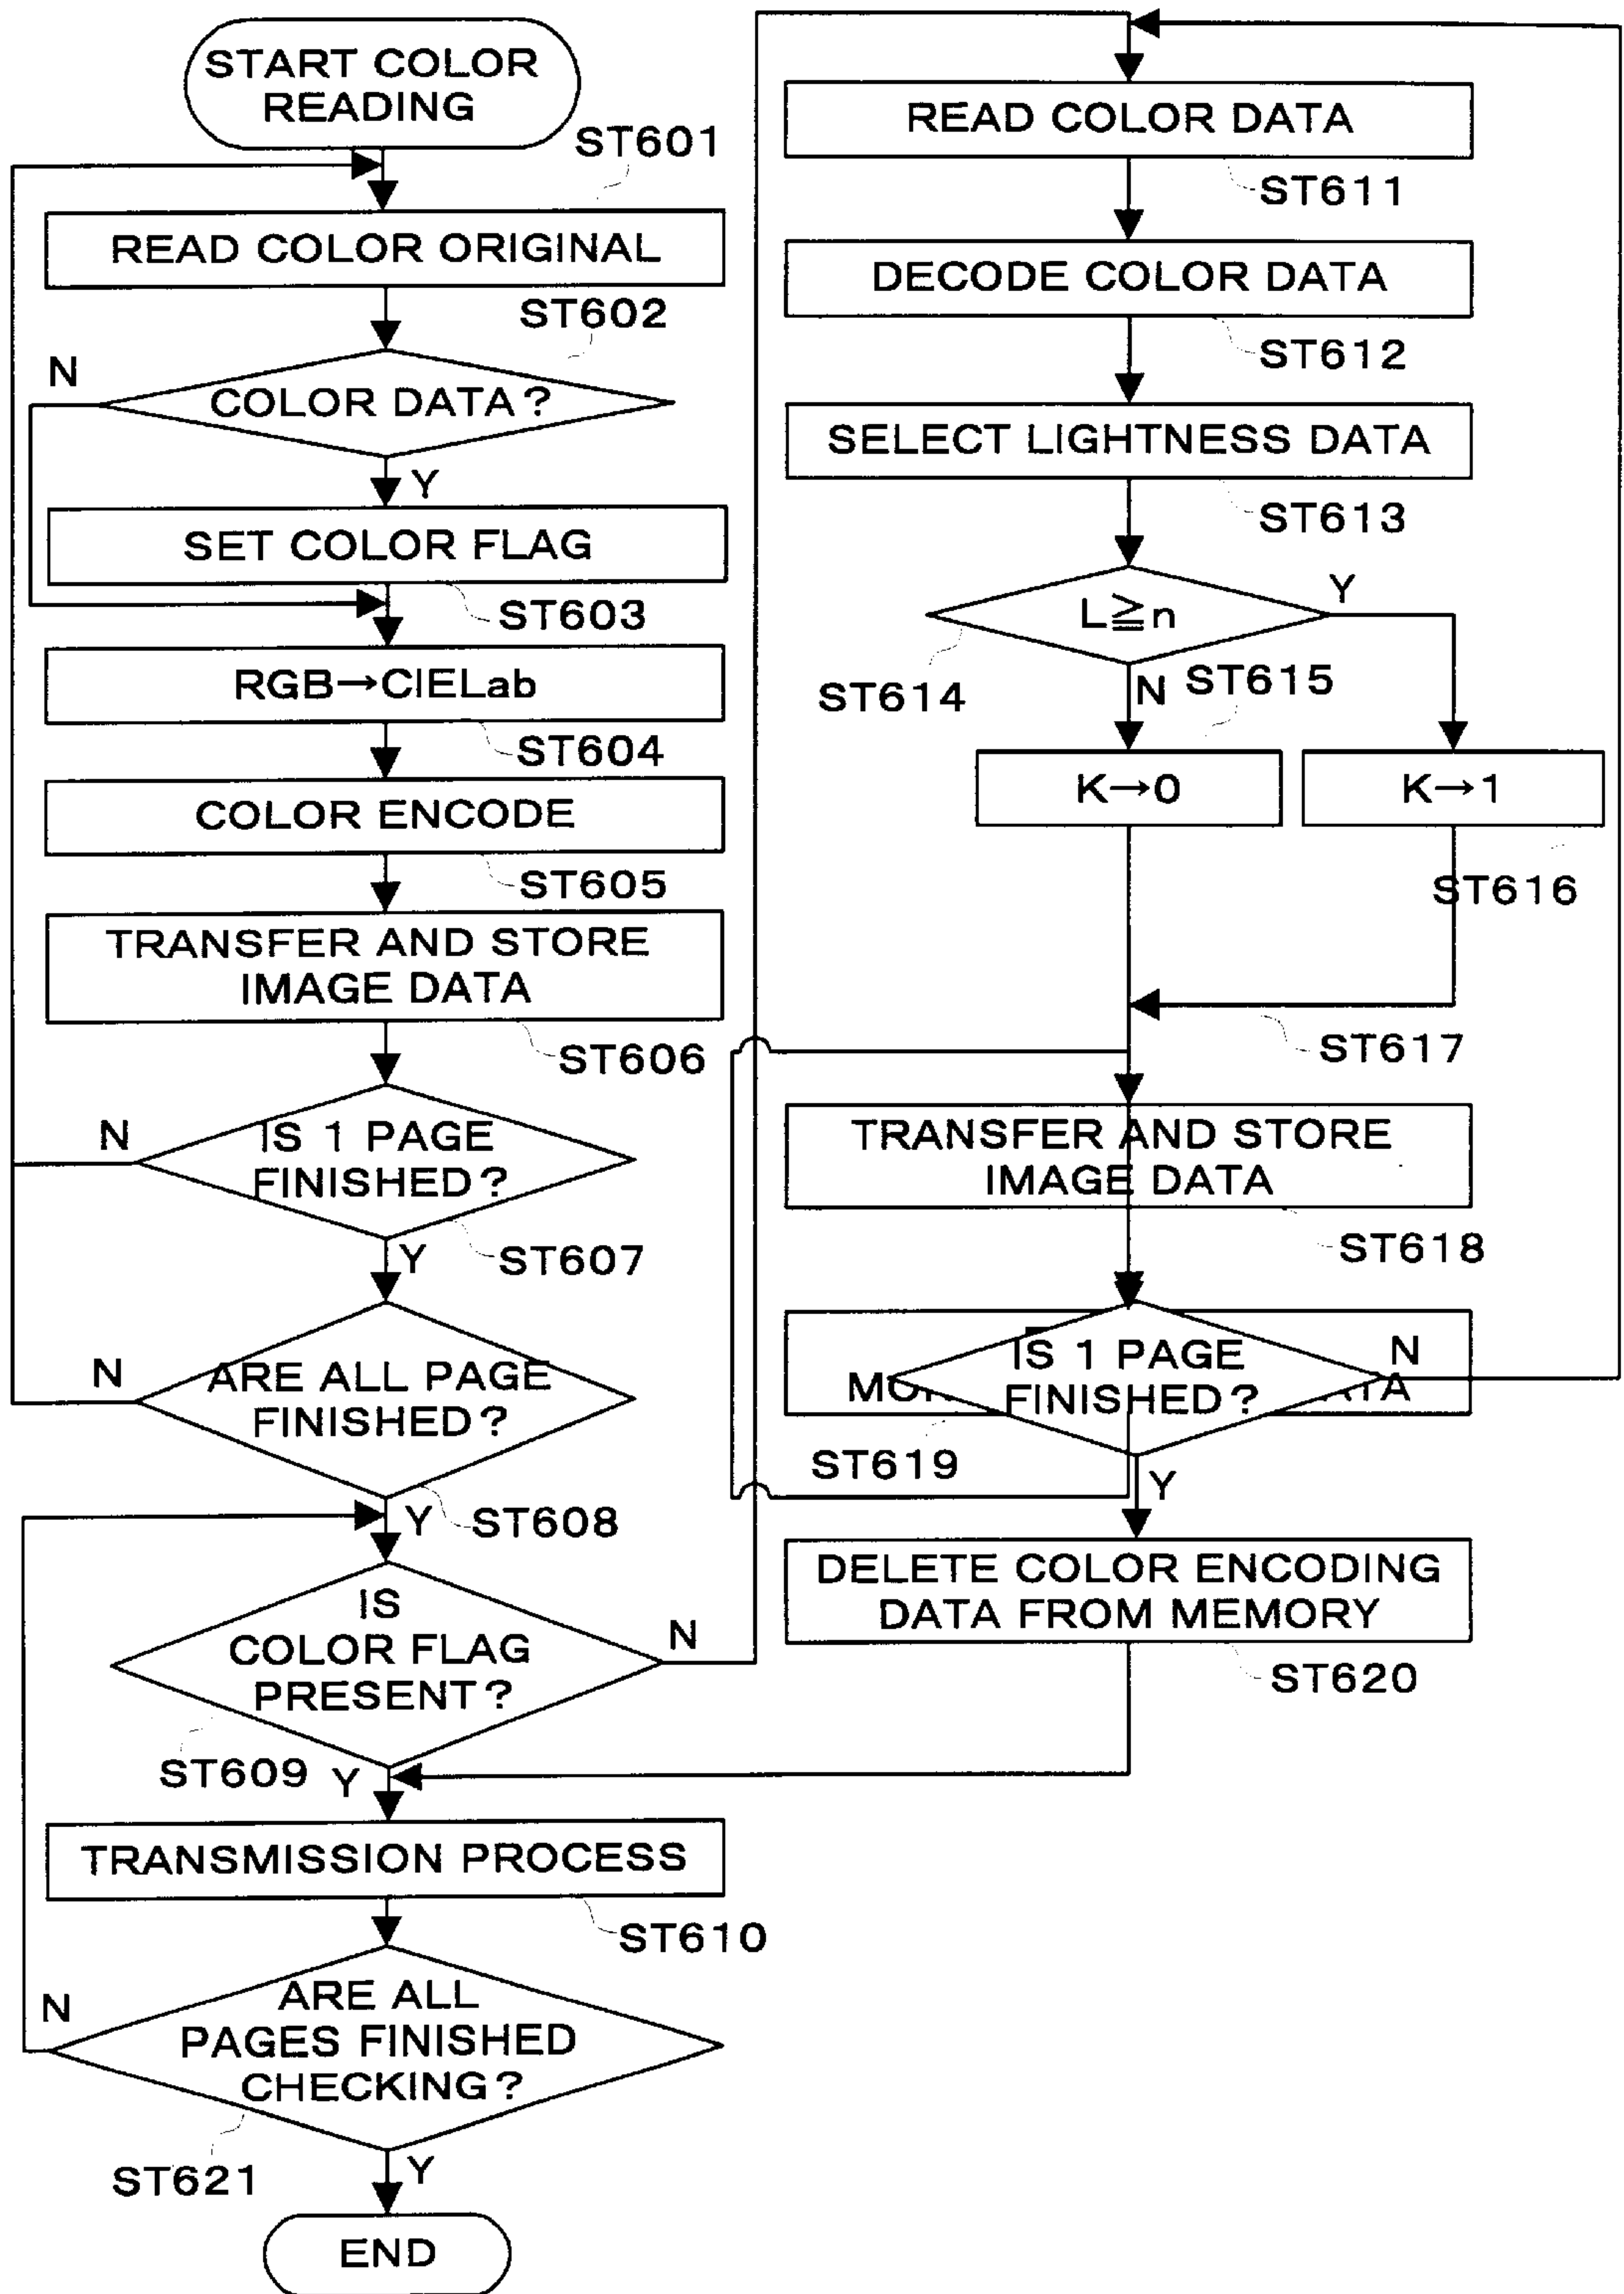 START COLOR
READING
ST601
READ COLOR ORIGINAL
ST602
N
COLOR DATA?
Y
SET COLOR FLAG
ST603
RGB→CIELab
ST604
COLOR ENCODE
ST605
TRANSFER AND STORE
IMAGE DATA
ST606
N
IS 1 PAGE
FINISHED?
Y
ST607
N
ARE ALL PAGE
FINISHED?
Y
ST608
IS
COLOR FLAG
PRESENT?
N
ST609
Y
TRANSMISSION PROCESS
ST610
N
ARE ALL
PAGES FINISHED
CHECKING?
ST621
Y
END
READ COLOR DATA
ST611
DECODE COLOR DATA
ST612
SELECT LIGHTNESS DATA
ST613
L≧n
Y
ST614
N
ST615
K→0
K→1
ST616
ST617
TRANSFER AND STORE
IMAGE DATA
ST618
IS 1 PAGE
FINISHED?
N
ST619
Y
DELETE COLOR ENCODING
DATA FROM MEMORY
ST620